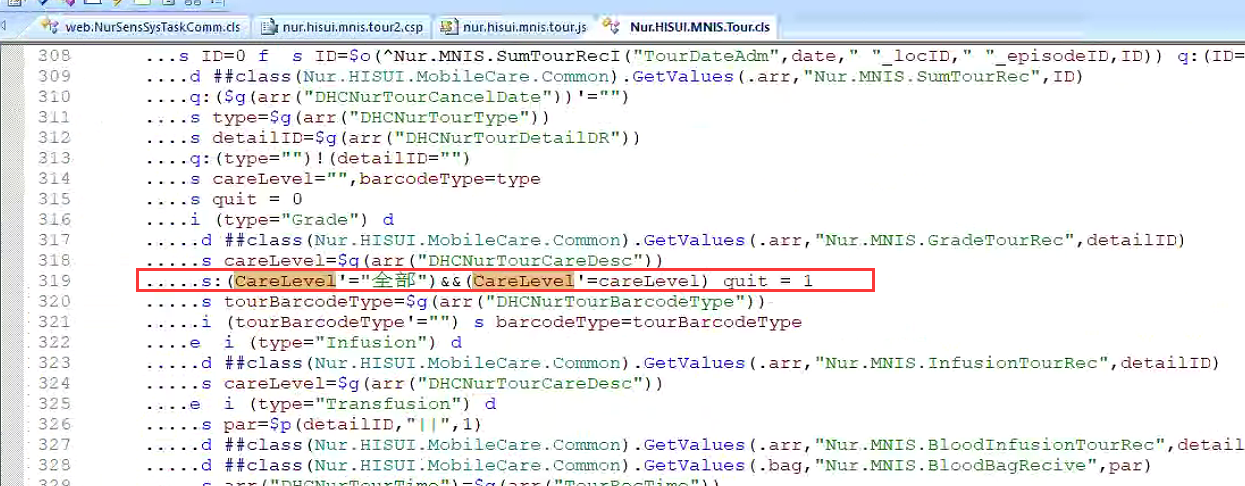 web.NurSensSysTaskComm.cls nur.hisui.mnis.tour2.csp nur.hisui.mnis.tour.js Nur.HISUI.MNIS.Tour.cls
308 ...s ID=0 f  s ID=$o(^Nur.MNIS.SumTourRecI("TourDateAdm",date," "_locID," "_episodeID,ID)) q:(ID=
309 ....d ##class(Nur.HISUI.MobileCare.Common).GetValues(.arr,"Nur.MNIS.SumTourRec",ID)
310 ....q:($g(arr("DHCNurTourCancelDate"))'="")
311 ....s type=$g(arr("DHCNurTourType"))
312 ....s detailID=$g(arr("DHCNurTourDetailDR"))
313 ....q:(type="")!(detailID="")
314 ....s careLevel="",barcodeType=type
315 ....s quit = 0
316 ....i (type="Grade") d
317 .....d ##class(Nur.HISUI.MobileCare.Common).GetValues(.arr,"Nur.MNIS.GradeTourRec",detailID)
318 .....s careLevel=$g(arr("DHCNurTourCareDesc"))
319 .....s:(CareLevel'="全部")&&(CareLevel'=careLevel) quit = 1
320 .....s tourBarcodeType=$g(arr("DHCNurTourBarcodeType"))
321 .....i (tourBarcodeType'="") s barcodeType=tourBarcodeType
322 ....e  i (type="Infusion") d
323 .....d ##class(Nur.HISUI.MobileCare.Common).GetValues(.arr,"Nur.MNIS.InfusionTourRec",detailID)
324 .....s careLevel=$g(arr("DHCNurTourCareDesc"))
325 ....e  i (type="Transfusion") d
326 .....s par=$p(detailID,"||",1)
327 .....d ##class(Nur.HISUI.MobileCare.Common).GetValues(.arr,"Nur.MNIS.BloodInfusionTourRec",detail
328 .....d ##class(Nur.HISUI.MobileCare.Common).GetValues(.bag,"Nur.MNIS.BloodBagRecive",par)
329 .....s arr("DHCNurTourTime")=$g(arr("TourRecTime"))